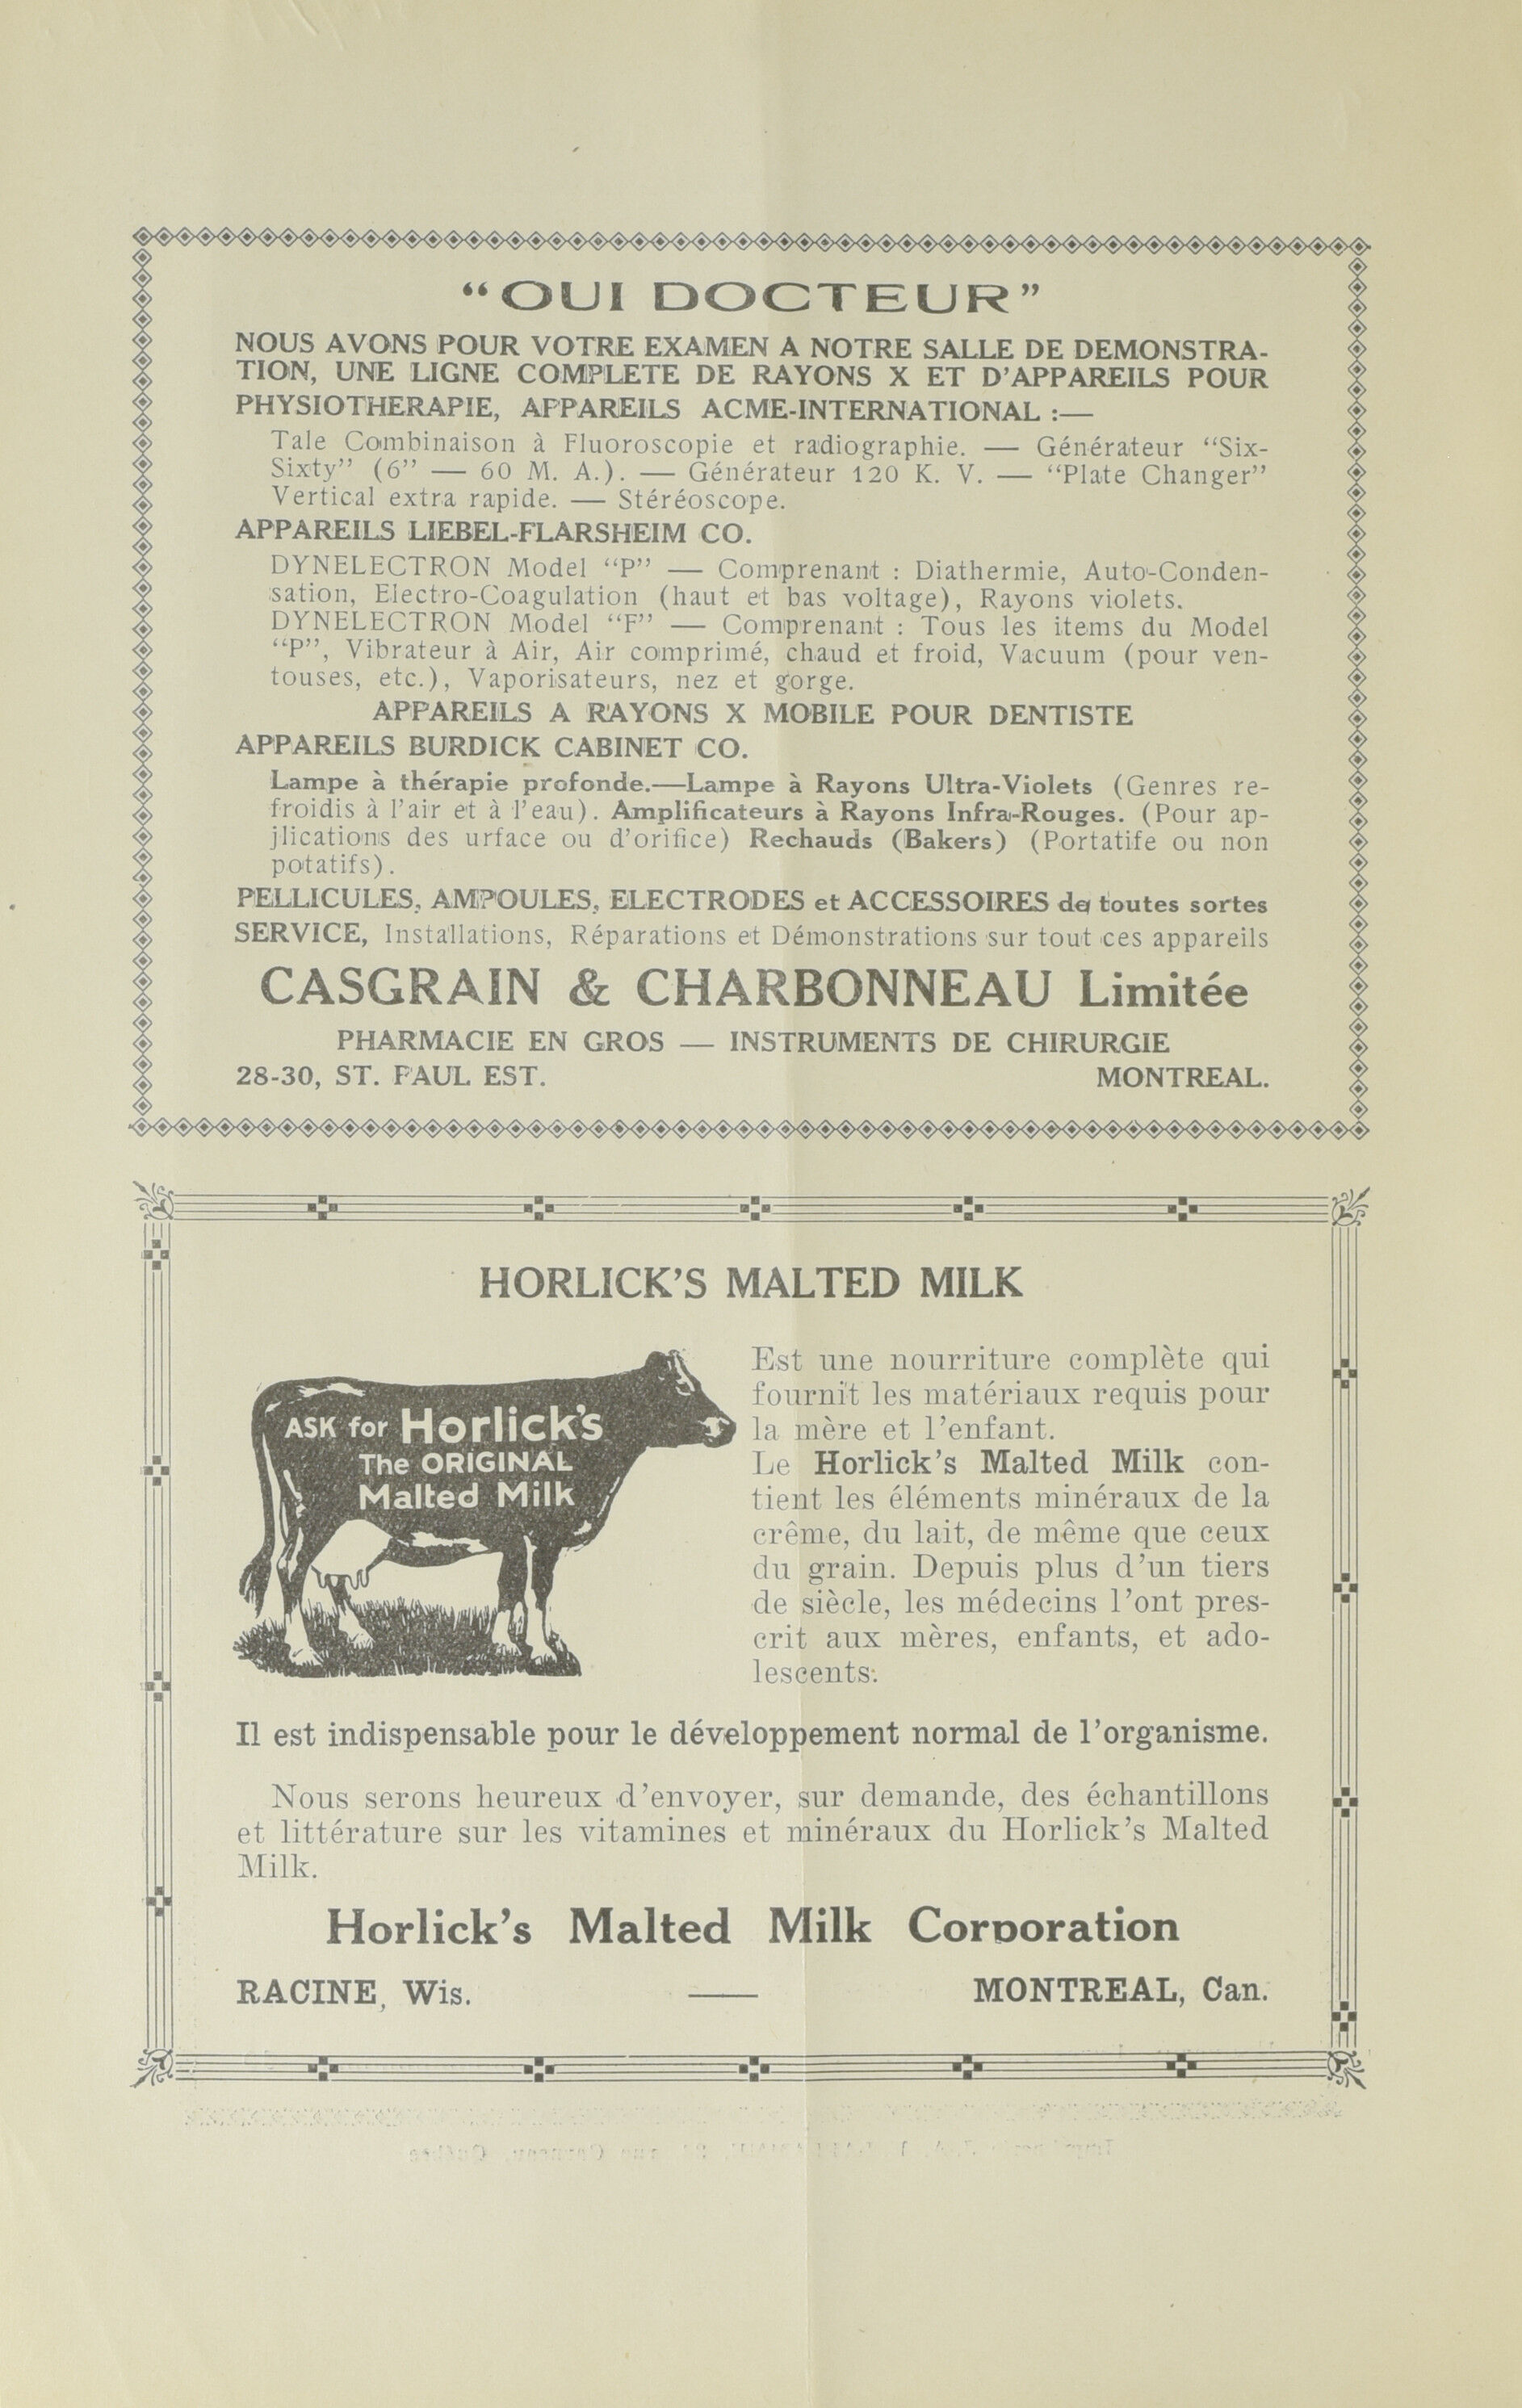 “OUI DOCTEUR”
NOUS AVONS POUR VOTRE EXAMEN A NOTRE SALLE DE DEMONSTRA-
TION, UNE LIGNE COMPLETE DE RAYONS X ET D’APPAREILS POUR
PHYSIOTHERAPIE, APPAREILS ACME-INTERNATIONAL :—
Tale Combinaison à Fluoroscopie et radiographie. — Générateur “Six-
Sixty” (6” — 60 M. A.). — Générateur 120 K. V. — “Plate Changer”
Vertical extra rapide. — Stéréoscope.
APPAREILS LIEBEL-FLARSHEIM CO.
DYNELECTRON Model “P” — Comprenant : Diathermie, Auto-Conden-
sation, Electro-Coagulation (haut et bas voltage), Rayons violets.
DYNELECTRON Model “F” — Comprenant : Tous les items du Model
“P”, Vibrateur à Air, Air comprimé, chaud et froid, Vacuum (pour ven-
touses, etc.), Vaporisateurs, nez et gorge.
APPAREILS A RAYONS X MOBILE POUR DENTISTE
APPAREILS BURDICK CABINET CO.
Lampe à thérapie profonde.—Lampe à Rayons Ultra-Violets (Genres re-
froidis à l’air et à l’eau). Amplificateurs à Rayons Infra-Rouges. (Pour ap-
jlications des urface ou d’orifice) Rechauds (Bakers) (Portatife ou non
potatifs).
PELLICULES, AMPOULES, ELECTRODES et ACCESSOIRES de toutes sortes
SERVICE, Installations, Réparations et Démonstrations sur tout ces appareils
CASGRAIN & CHARBONNEAU Limitée
PHARMACIE EN GROS — INSTRUMENTS DE CHIRURGIE
28-30, ST. PAUL EST. MONTREAL.
HORLICK’S MALTED MILK
ASK for Horlick’s
The ORIGINAL
Malted Milk
Est une nourriture complète qui
fournit les matériaux requis pour
la mère et l’enfant.
Le Horlick’s Malted Milk con-
tient les éléments minéraux de la
crême, du lait, de même que ceux
du grain. Depuis plus d’un tiers
de siècle, les médecins l’ont pres-
crit aux mères, enfants, et ado-
lescents.
Il est indispensable pour le développement normal de l’organisme.
Nous serons heureux d’envoyer, sur demande, des échantillons
et littérature sur les vitamines et minéraux du Horlick’s Malted
Milk.
Horlick’s Malted Milk Corporation
RACINE, Wis. — MONTREAL, Can.